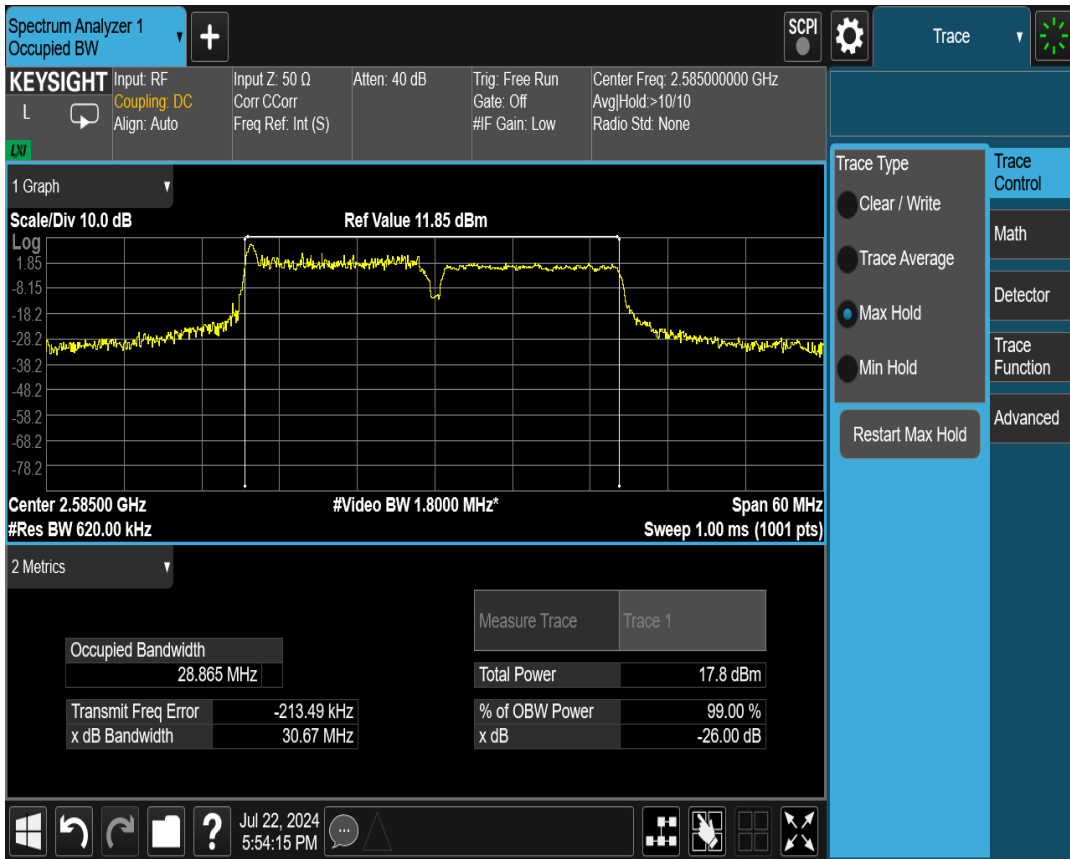 Spectrum Analyzer 1
Occupied BW
+
SCPI
Trace
KEYSIGHT
L
LXI
Input: RF
Coupling: DC
Align: Auto
Input Z: 50 Ω
Corr CCorr
Freq Ref: Int (S)
Atten: 40 dB
Trig: Free Run
Gate: Off
#IF Gain: Low
Center Freq: 2.585000000 GHz
Avg|Hold:>10/10
Radio Std: None
1 Graph
Scale/Div 10.0 dB
Ref Value 11.85 dBm
Log
1.85
-8.15
-18.2
-28.2
-38.2
-48.2
-58.2
-68.2
-78.2
Center 2.58500 GHz
#Video BW 1.8000 MHz*
Span 60 MHz
#Res BW 620.00 kHz
Sweep 1.00 ms (1001 pts)
2 Metrics
Measure Trace Trace 1
Occupied Bandwidth
28.865 MHz
Total Power 17.8 dBm
Transmit Freq Error -213.49 kHz
% of OBW Power 99.00 %
x dB Bandwidth 30.67 MHz
x dB -26.00 dB
Trace Type
Clear / Write
Trace Average
Max Hold
Min Hold
Restart Max Hold
Trace
Control
Math
Detector
Trace
Function
Advanced
?
Jul 22, 2024
5:54:15 PM